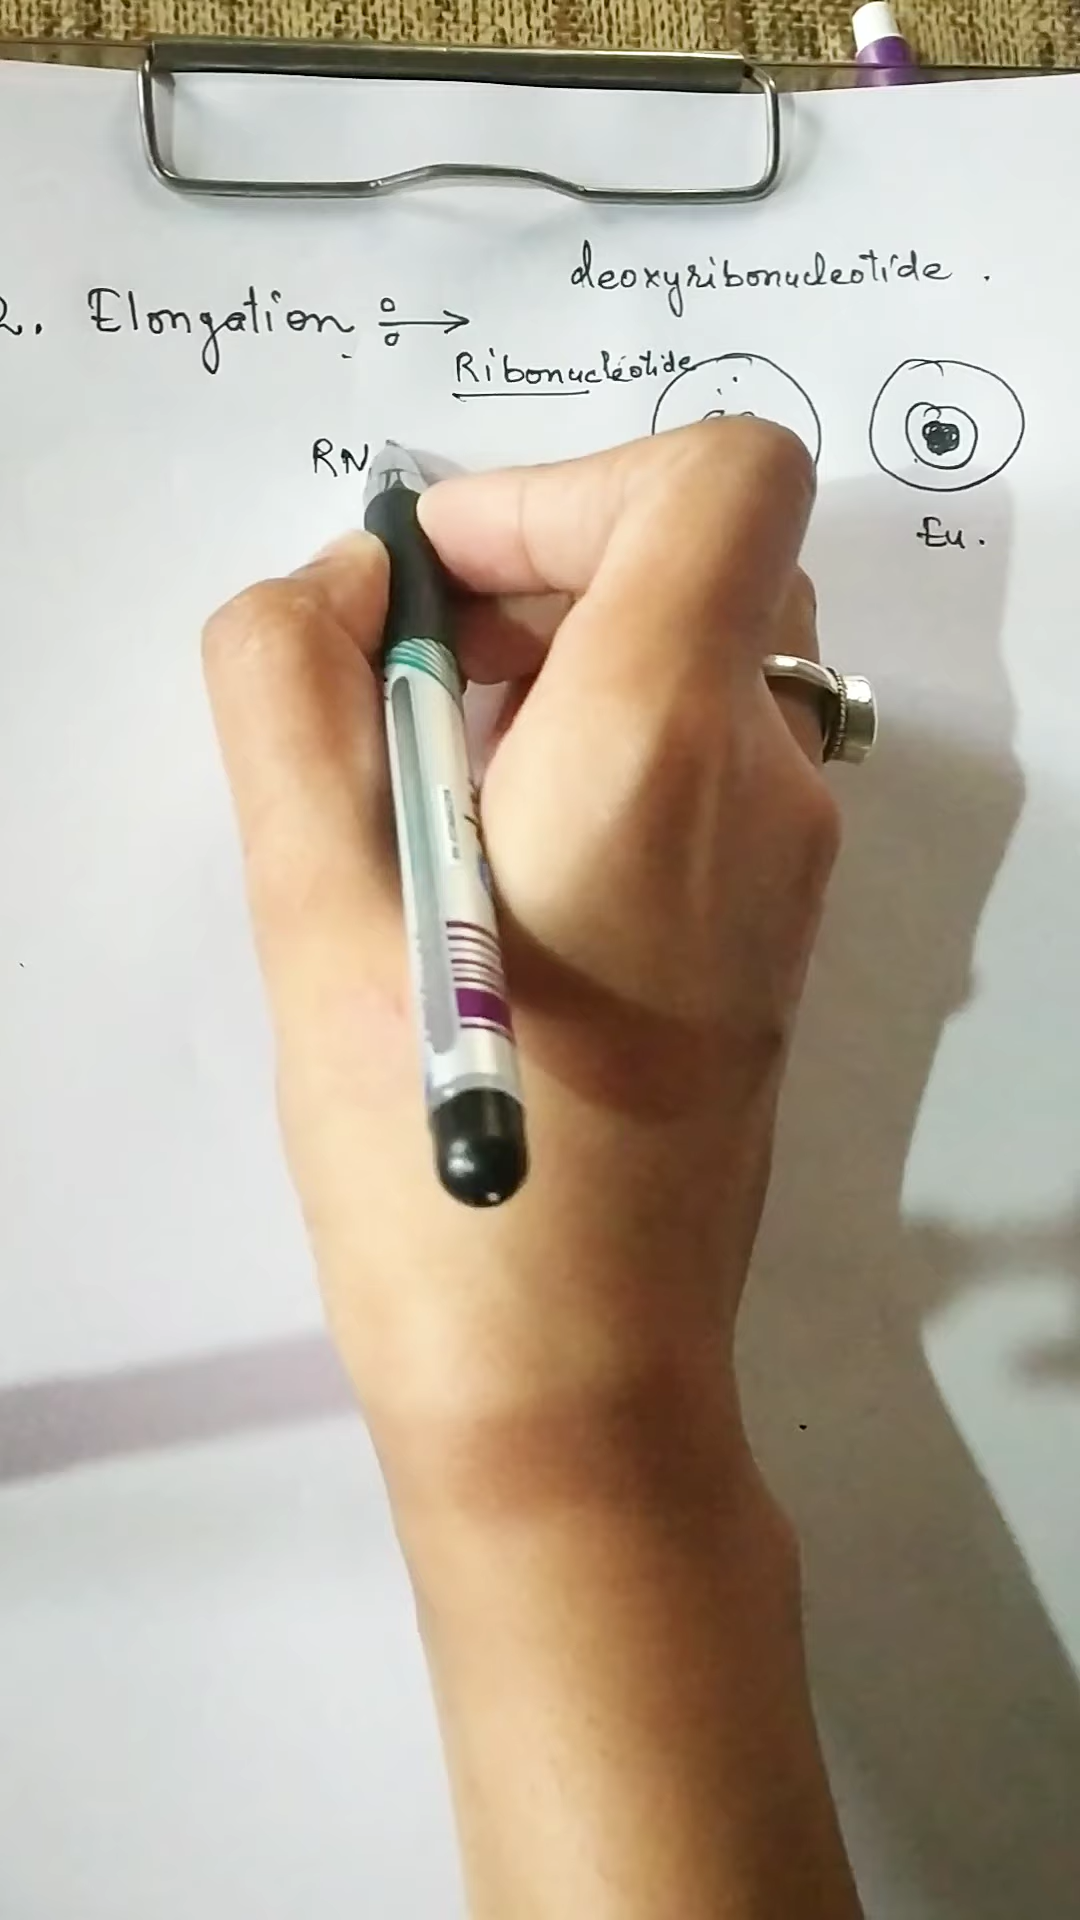 deoxyribonucleotide .
2. Elongation :→
Ribonucleotide
RN
Eu .